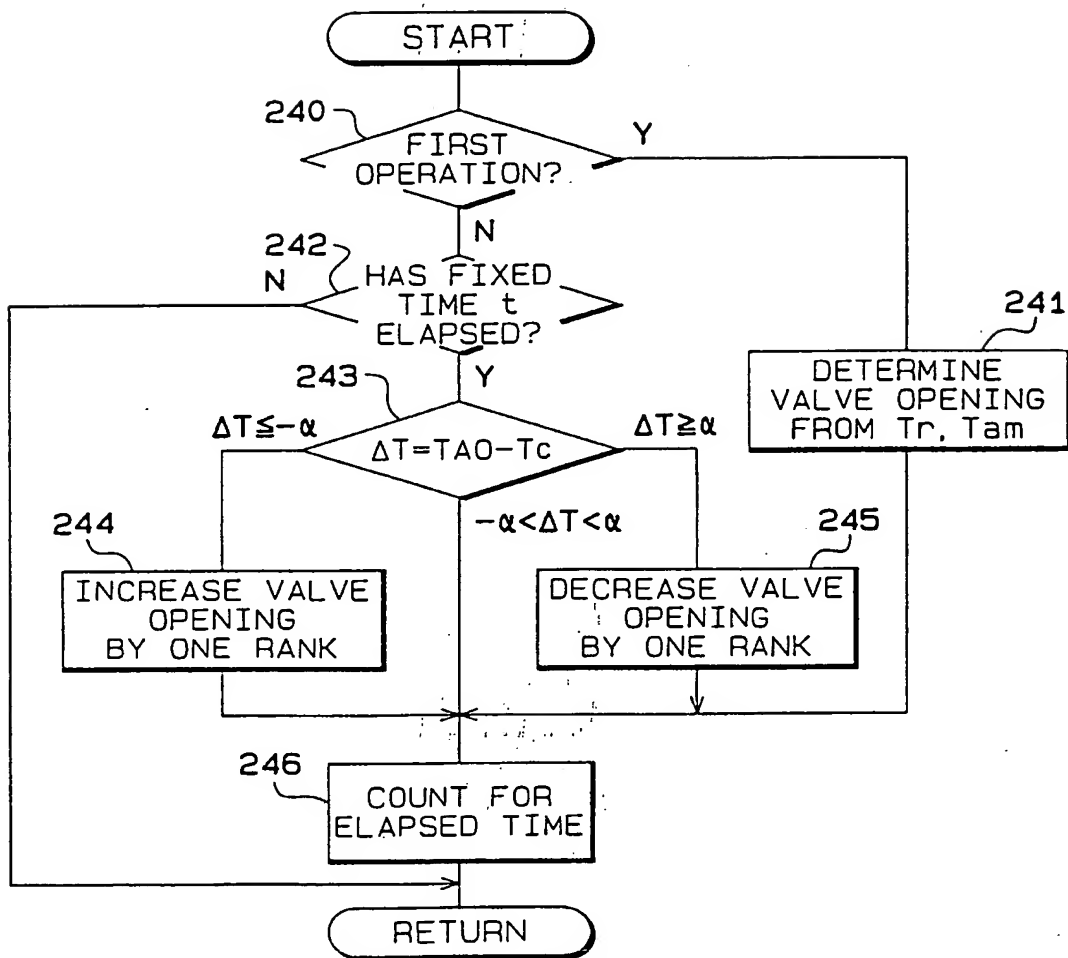 START
240
FIRST
OPERATION?
Y
N
242
N
HAS FIXED
TIME t
ELAPSED?
Y
241
DETERMINE
VALVE OPENING
FROM Tr, Tam
243
ΔT≦-α
ΔT=TAO-Tc
ΔT≧α
-α<ΔT<α
244
INCREASE VALVE
OPENING
BY ONE RANK
245
DECREASE VALVE
OPENING
BY ONE RANK
246
COUNT FOR
ELAPSED TIME
RETURN